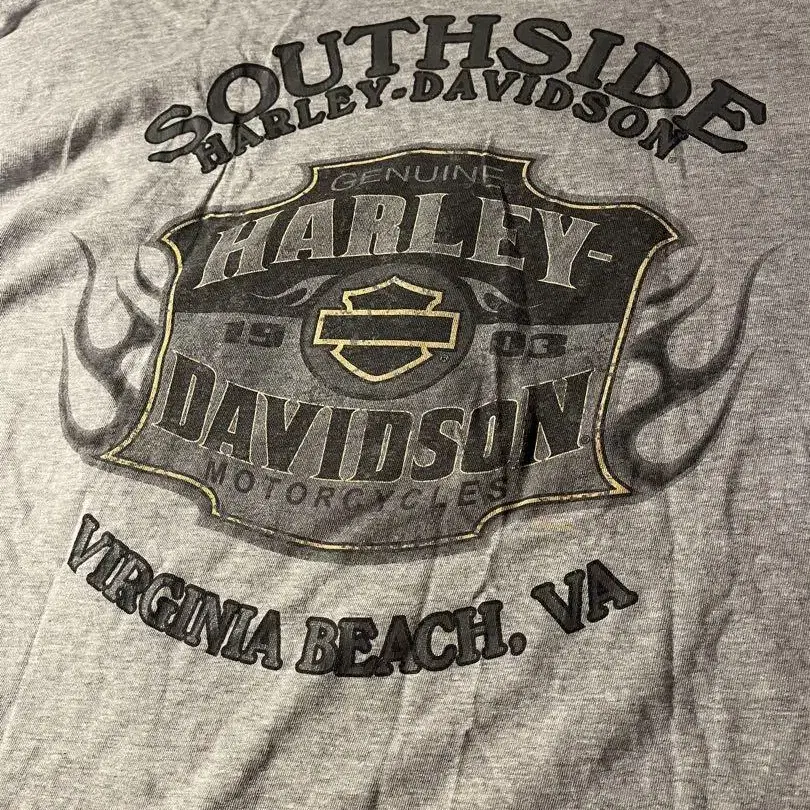 SOUTHSIDE
HARLEY-DAVIDSON
GENUINE
HARLEY-
19 03
DAVIDSON
MOTORCYCLES
VIRGINIA BEACH, VA